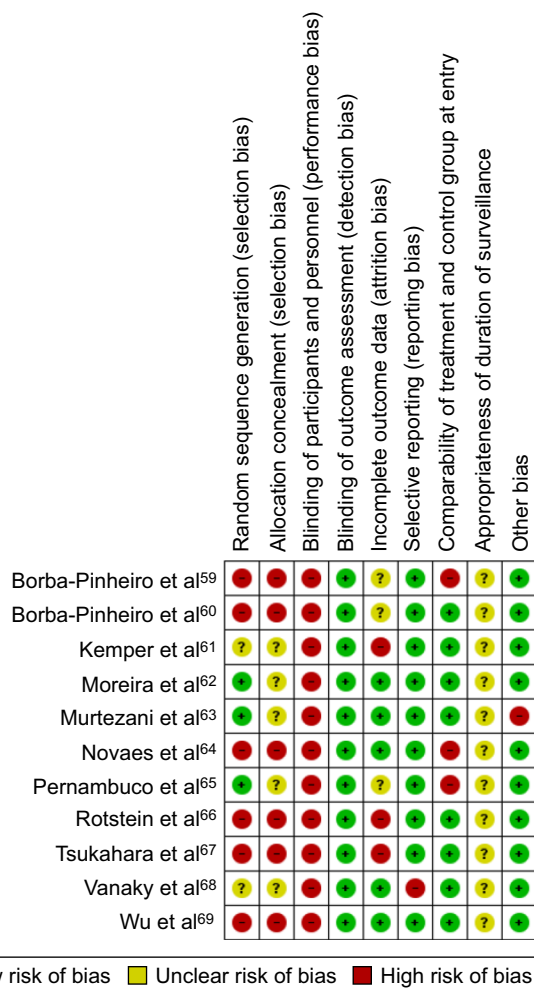 Random sequence generation (selection bias)
Allocation concealment (selection bias)
Blinding of participants and personnel (performance bias)
Blinding of outcome assessment (detection bias)
Incomplete outcome data (attrition bias)
Selective reporting (reporting bias)
Comparability of treatment and control group at entry
Appropriateness of duration of surveillance
Other bias
Borba-Pinheiro et al⁵⁹ - - - + ? + - ? +
Borba-Pinheiro et al⁶⁰ - - - + ? + + ? +
Kemper et al⁶¹ ? ? - + - + + ? +
Moreira et al⁶² + ? - + + + + ? +
Murtezani et al⁶³ + ? - + + + + ? -
Novaes et al⁶⁴ - - - + + + - ? +
Pernambuco et al⁶⁵ + ? - + ? + - ? +
Rotstein et al⁶⁶ - - - + - + + ? +
Tsukahara et al⁶⁷ - - - + - + + ? +
Vanaky et al⁶⁸ ? ? - + + - + ? +
Wu et al⁶⁹ - - - + + + + ? +
risk of bias Unclear risk of bias High risk of bias